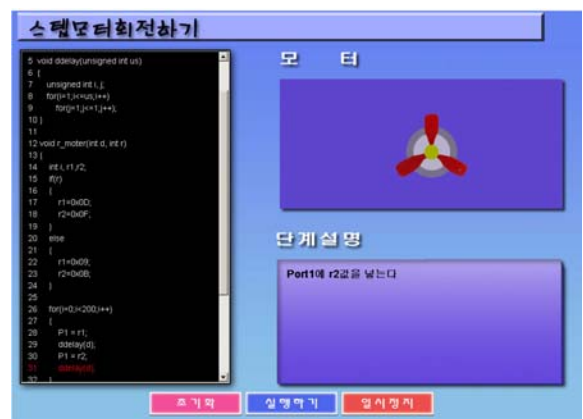 스텝모터회전하기
5 void ddelay(unsigned int us)
6 {
7 unsigned int i, j;
8 for(i=1;i<=us;i++)
9 for(j=1;j<=1;j++);
10 }
11
12 void r_moter(int d, int r)
13 {
14 int i, r1,r2;
15 if(r)
16 {
17 r1=0x0D;
18 r2=0x0F;
19 }
20 else
21 {
22 r1=0x09;
23 r2=0x0B;
24 }
25
26 for(i=0;i<200;i++)
27 {
28 P1 = r1;
29 ddelay(d);
30 P1 = r2;
31 ddelay(d);
32 }
모 터
단계설명
Port1에 r2값을 넣는다
초기화
실행하기
일시정지